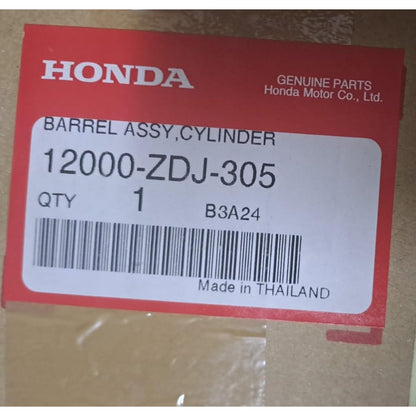 HONDA
GENUINE PARTS
Honda Motor Co., Ltd.
BARREL ASSY,CYLINDER
12000-ZDJ-305
QTY 1 B3A24
Made in THAILAND